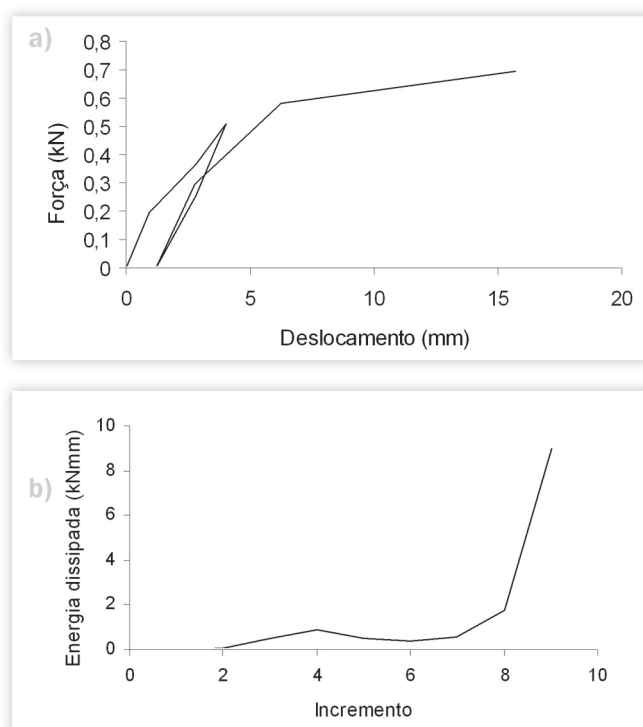 a)
Força (kN)
0,8
0,7
0,6
0,5
0,4
0,3
0,2
0,1
0
0 5 10 15 20
Deslocamento (mm)
b)
Energia dissipada (kNmm)
10
8
6
4
2
0
0 2 4 6 8 10
Incremento